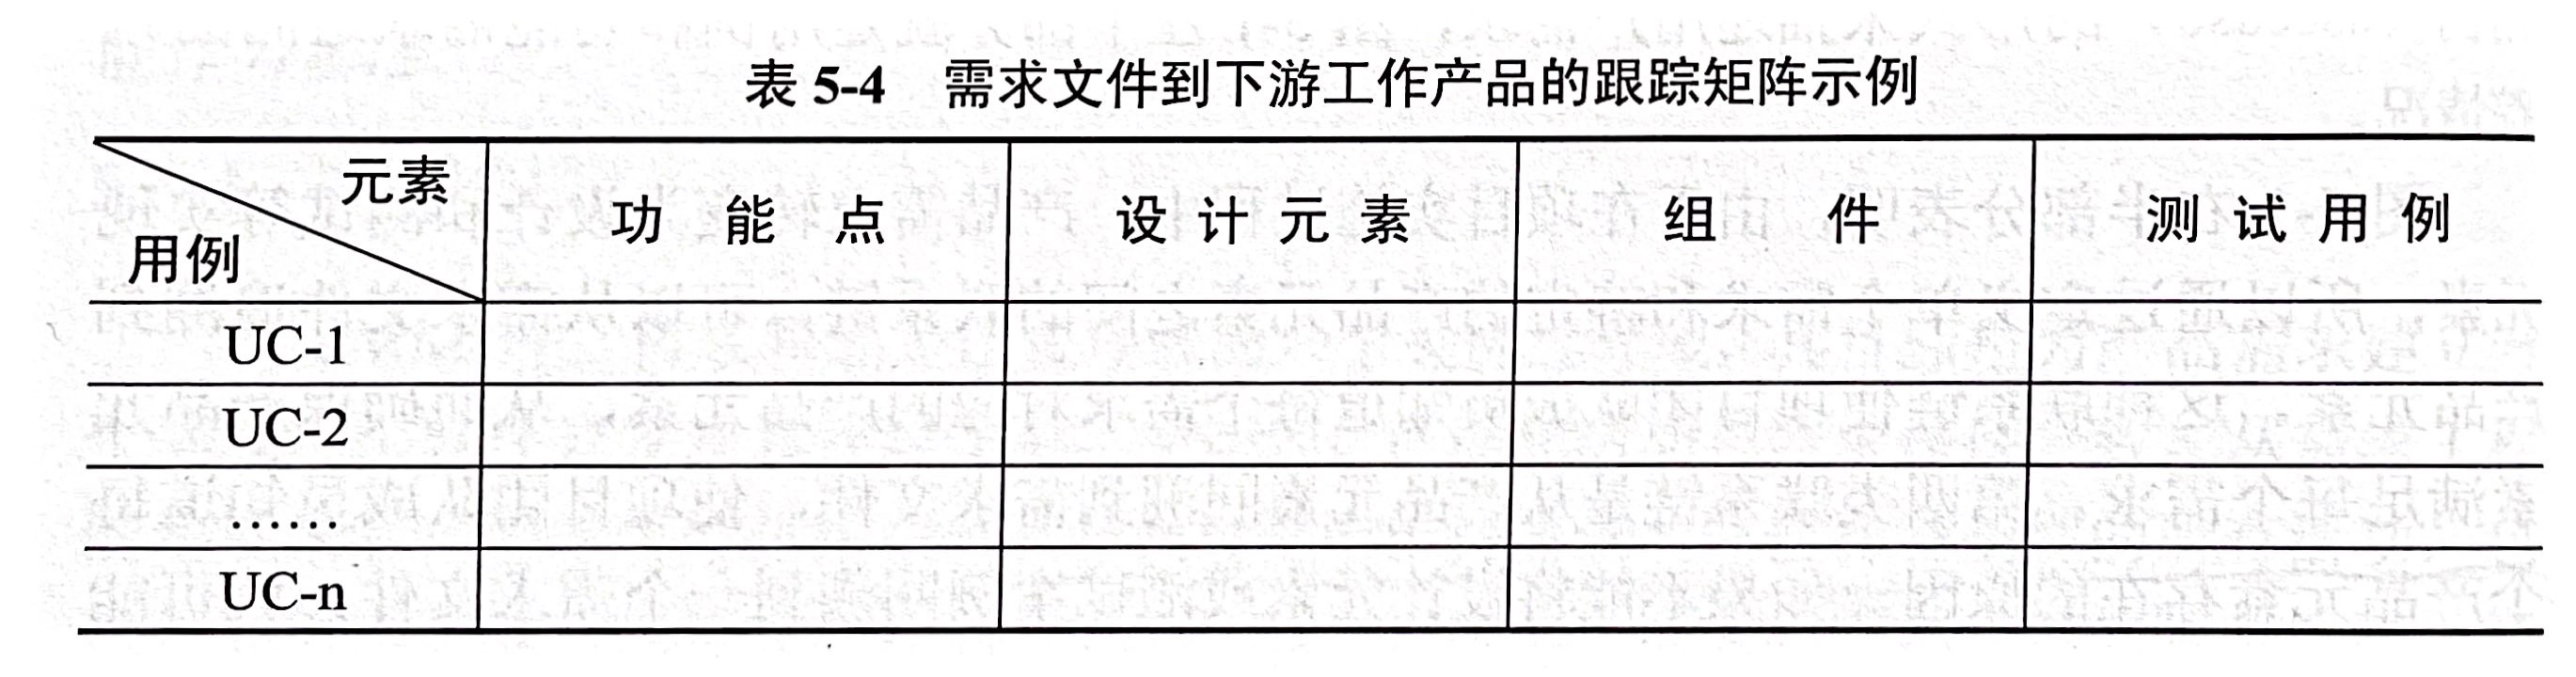 表 5-4 需求文件到下游工作产品的跟踪矩阵示例
元素
用例 功能点 设计元素 组件 测试用例
UC-1
UC-2
……
UC-n